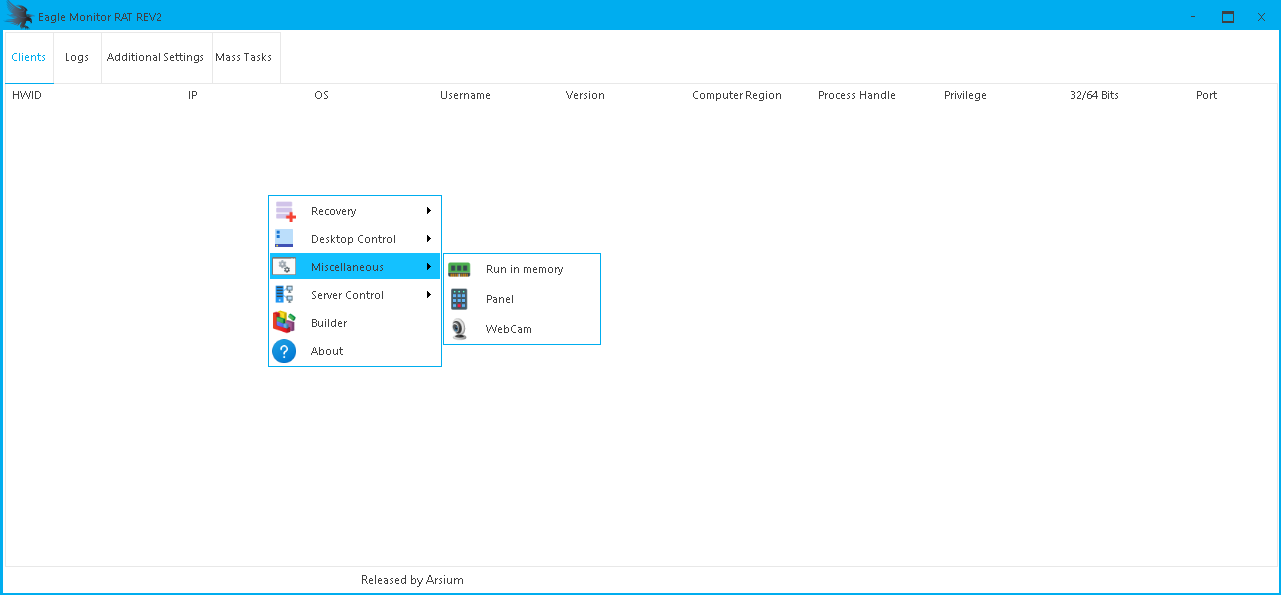 Eagle Monitor RAT REV2
Clients Logs Additional Settings Mass Tasks
HWID IP OS Username Version Computer Region Process Handle Privilege 32/64 Bits Port
Recovery
Desktop Control
Miscellaneous
Server Control
Builder
About
Run in memory
Panel
WebCam
Released by Arsium